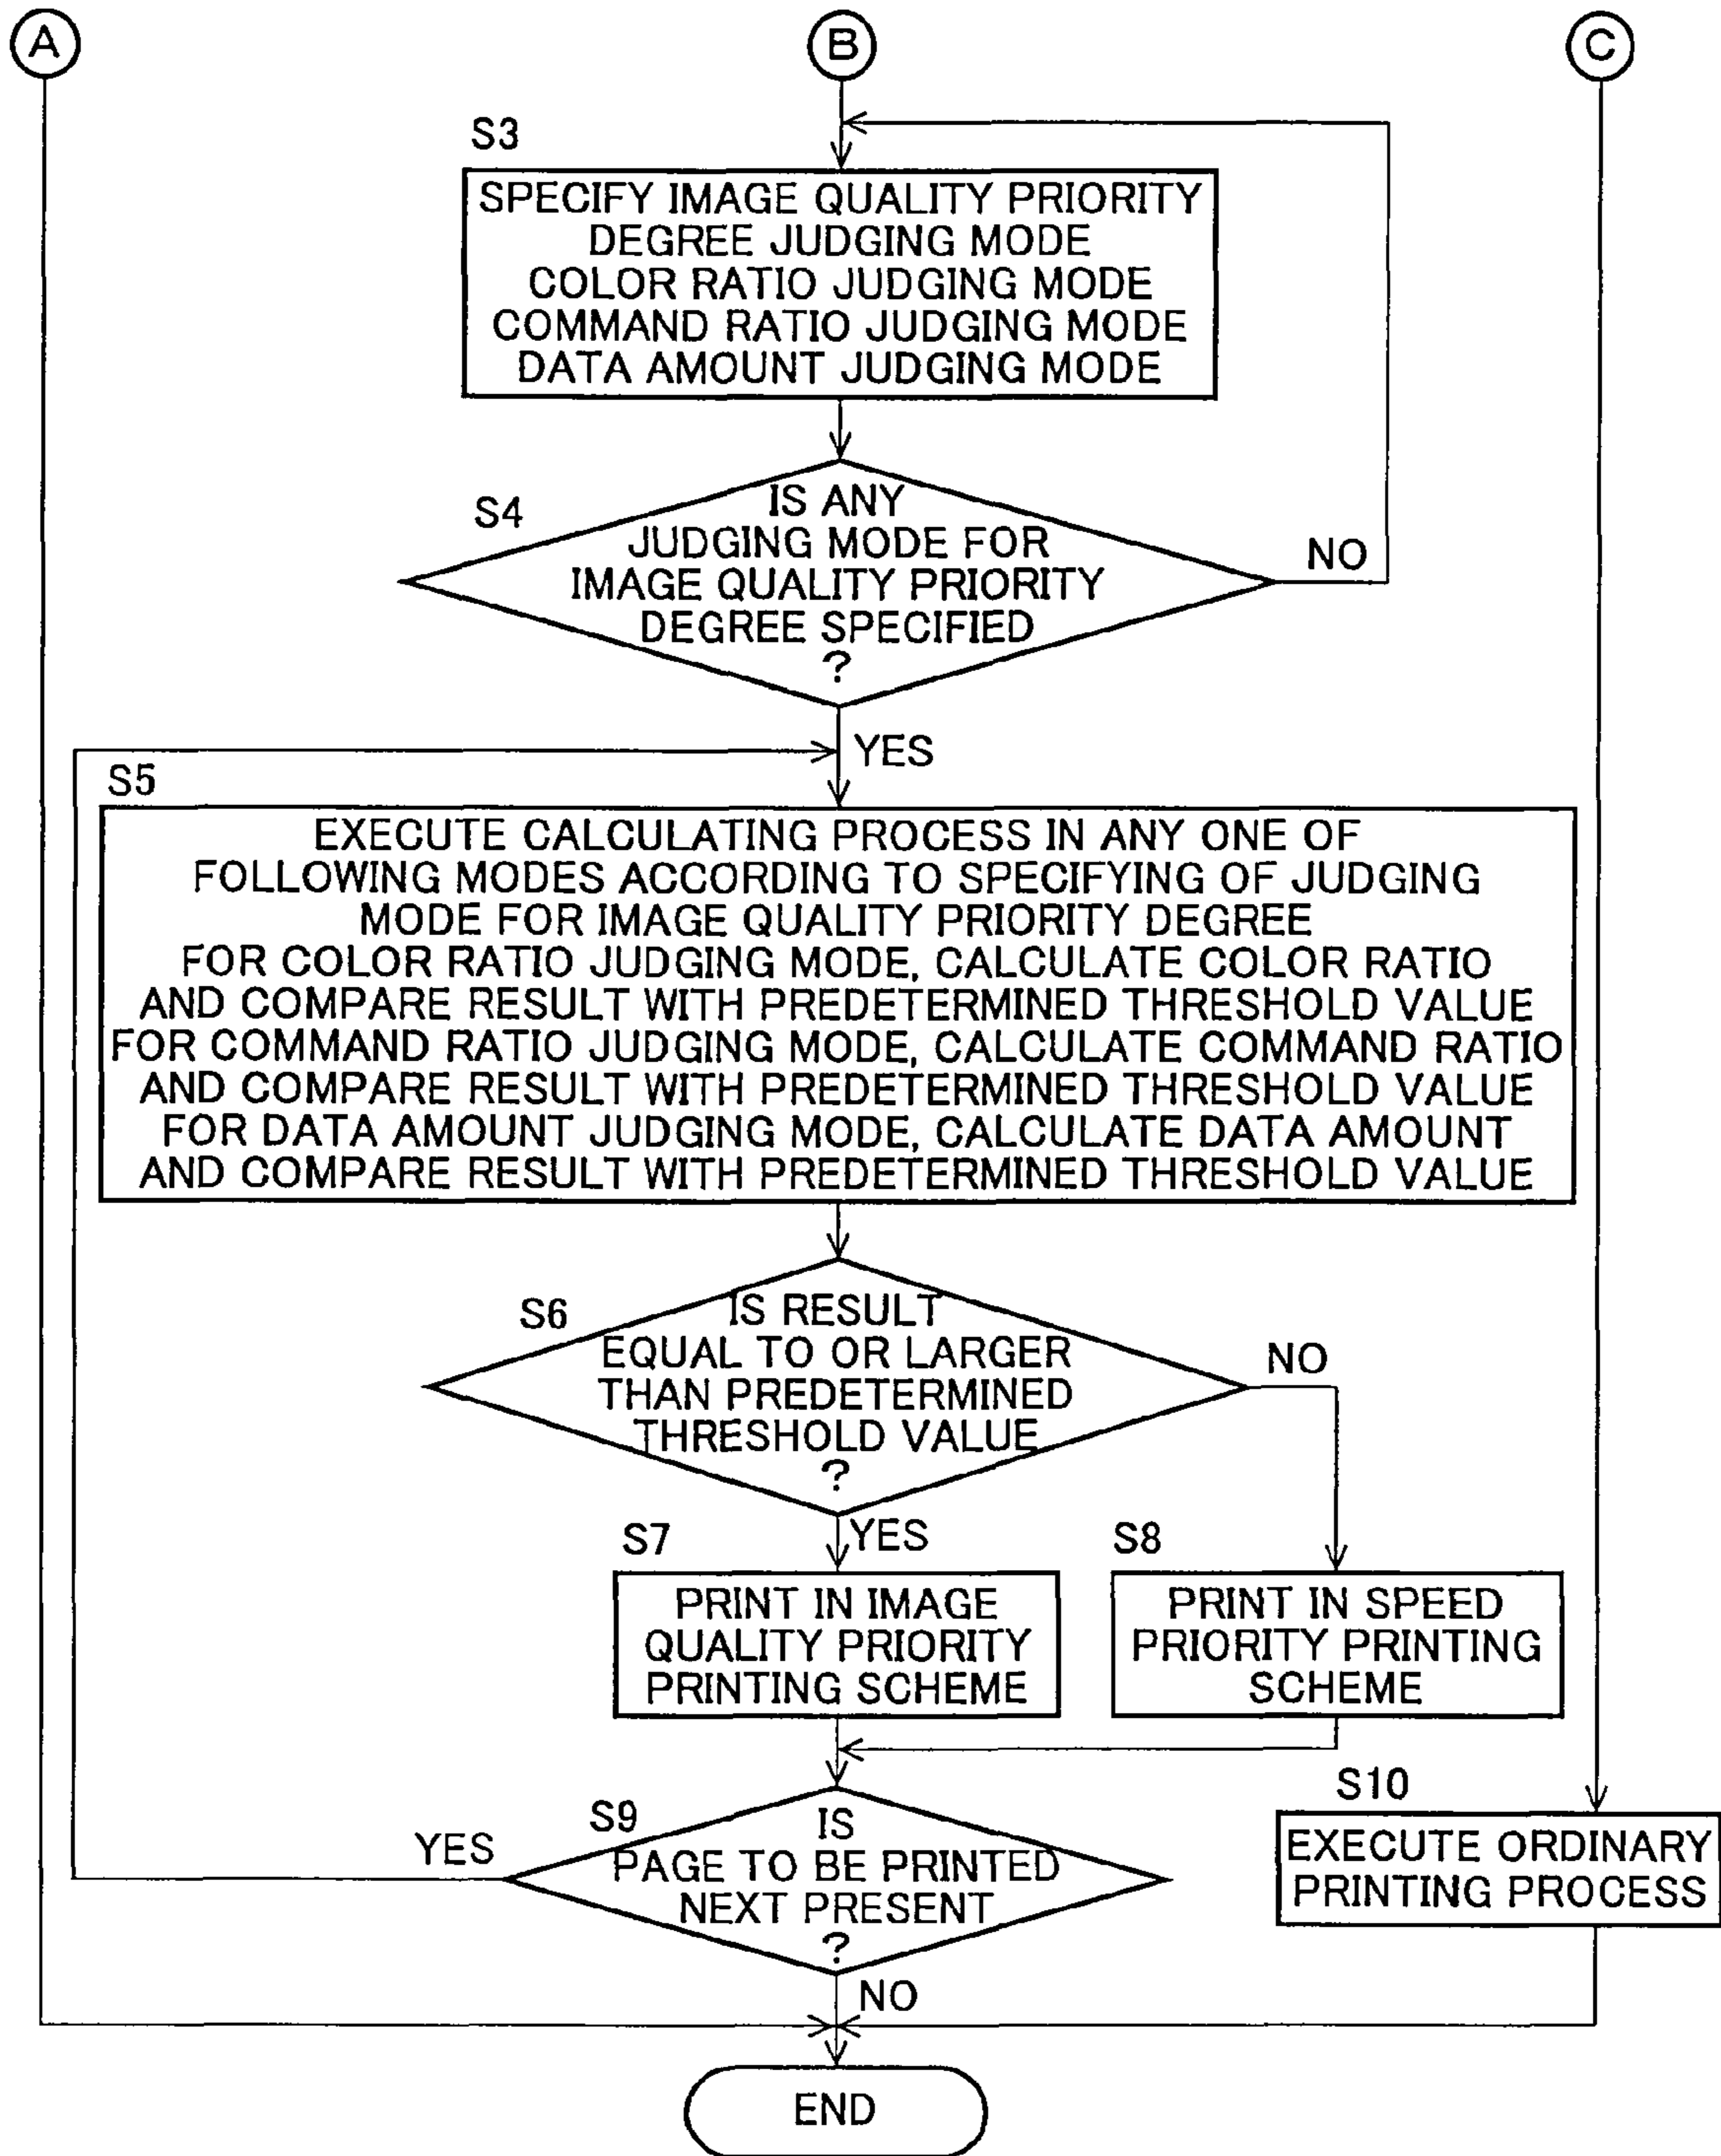 A
B
C
S3
SPECIFY IMAGE QUALITY PRIORITY
DEGREE JUDGING MODE
COLOR RATIO JUDGING MODE
COMMAND RATIO JUDGING MODE
DATA AMOUNT JUDGING MODE
S4
IS ANY
JUDGING MODE FOR
IMAGE QUALITY PRIORITY
DEGREE SPECIFIED
?
NO
YES
S5
EXECUTE CALCULATING PROCESS IN ANY ONE OF
FOLLOWING MODES ACCORDING TO SPECIFYING OF JUDGING
MODE FOR IMAGE QUALITY PRIORITY DEGREE
FOR COLOR RATIO JUDGING MODE, CALCULATE COLOR RATIO
AND COMPARE RESULT WITH PREDETERMINED THRESHOLD VALUE
FOR COMMAND RATIO JUDGING MODE, CALCULATE COMMAND RATIO
AND COMPARE RESULT WITH PREDETERMINED THRESHOLD VALUE
FOR DATA AMOUNT JUDGING MODE, CALCULATE DATA AMOUNT
AND COMPARE RESULT WITH PREDETERMINED THRESHOLD VALUE
S6
IS RESULT
EQUAL TO OR LARGER
THAN PREDETERMINED
THRESHOLD VALUE
?
NO
YES
S7
PRINT IN IMAGE
QUALITY PRIORITY
PRINTING SCHEME
S8
PRINT IN SPEED
PRIORITY PRINTING
SCHEME
S9
IS
PAGE TO BE PRINTED
NEXT PRESENT
?
YES
NO
S10
EXECUTE ORDINARY
PRINTING PROCESS
END